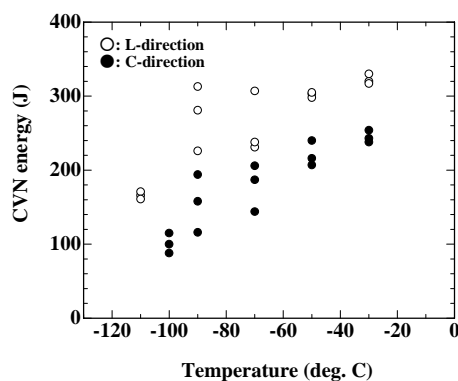 400
○: L-direction
●: C-direction
300
200
100
0
CVN energy (J)
-120 -100 -80 -60 -40 -20 0
Temperature (deg. C)